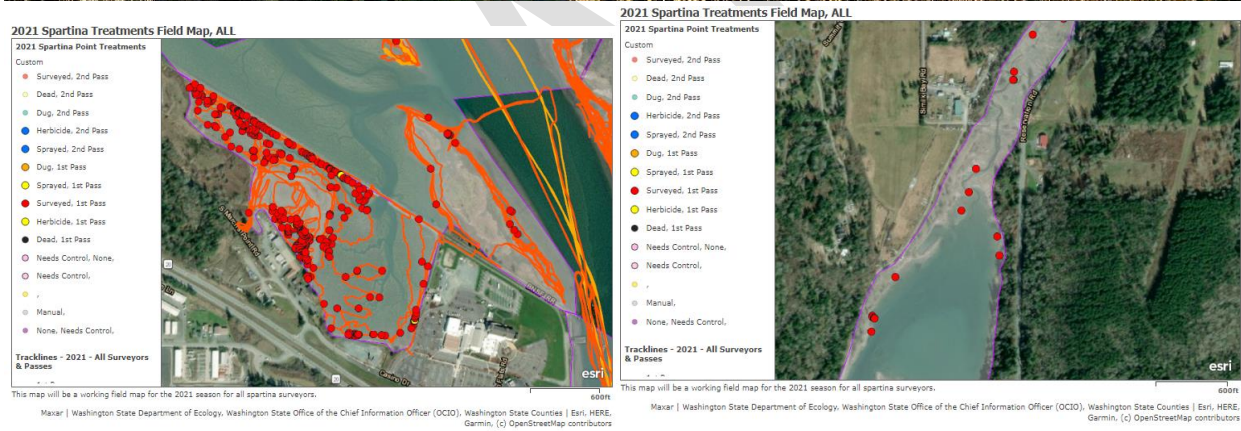 2021 Spartina Treatments Field Map, ALL
2021 Spartina Point Treatments
Custom
Surveyed, 2nd Pass
Dead, 2nd Pass
Dug, 2nd Pass
Herbicide, 2nd Pass
Sprayed, 2nd Pass
Dug, 1st Pass
Sprayed, 1st Pass
Surveyed, 1st Pass
Herbicide, 1st Pass
Dead, 1st Pass
Needs Control, None,
Needs Control,
,
Manual,
None, Needs Control,
Tracklines - 2021 - All Surveyors
& Passes
20
20
Casino Dr
esri
This map will be a working field map for the 2021 season for all spartina surveyors.
600ft
Maxar | Washington State Department of Ecology, Washington State Office of the Chief Information Officer (OCIO), Washington State Counties | Esri, HERE,
Garmin, (c) OpenStreetMap contributors
2021 Spartina Treatments Field Map, ALL
2021 Spartina Point Treatments
Custom
Surveyed, 2nd Pass
Dead, 2nd Pass
Dug, 2nd Pass
Herbicide, 2nd Pass
Sprayed, 2nd Pass
Dug, 1st Pass
Sprayed, 1st Pass
Surveyed, 1st Pass
Herbicide, 1st Pass
Dead, 1st Pass
Needs Control, None,
Needs Control,
,
Manual,
None, Needs Control,
Tracklines - 2021 - All Surveyors
& Passes
Similk Bay Rd
Reservation Rd
esri
This map will be a working field map for the 2021 season for all spartina surveyors.
600ft
Maxar | Washington State Department of Ecology, Washington State Office of the Chief Information Officer (OCIO), Washington State Counties | Esri, HERE,
Garmin, (c) OpenStreetMap contributors